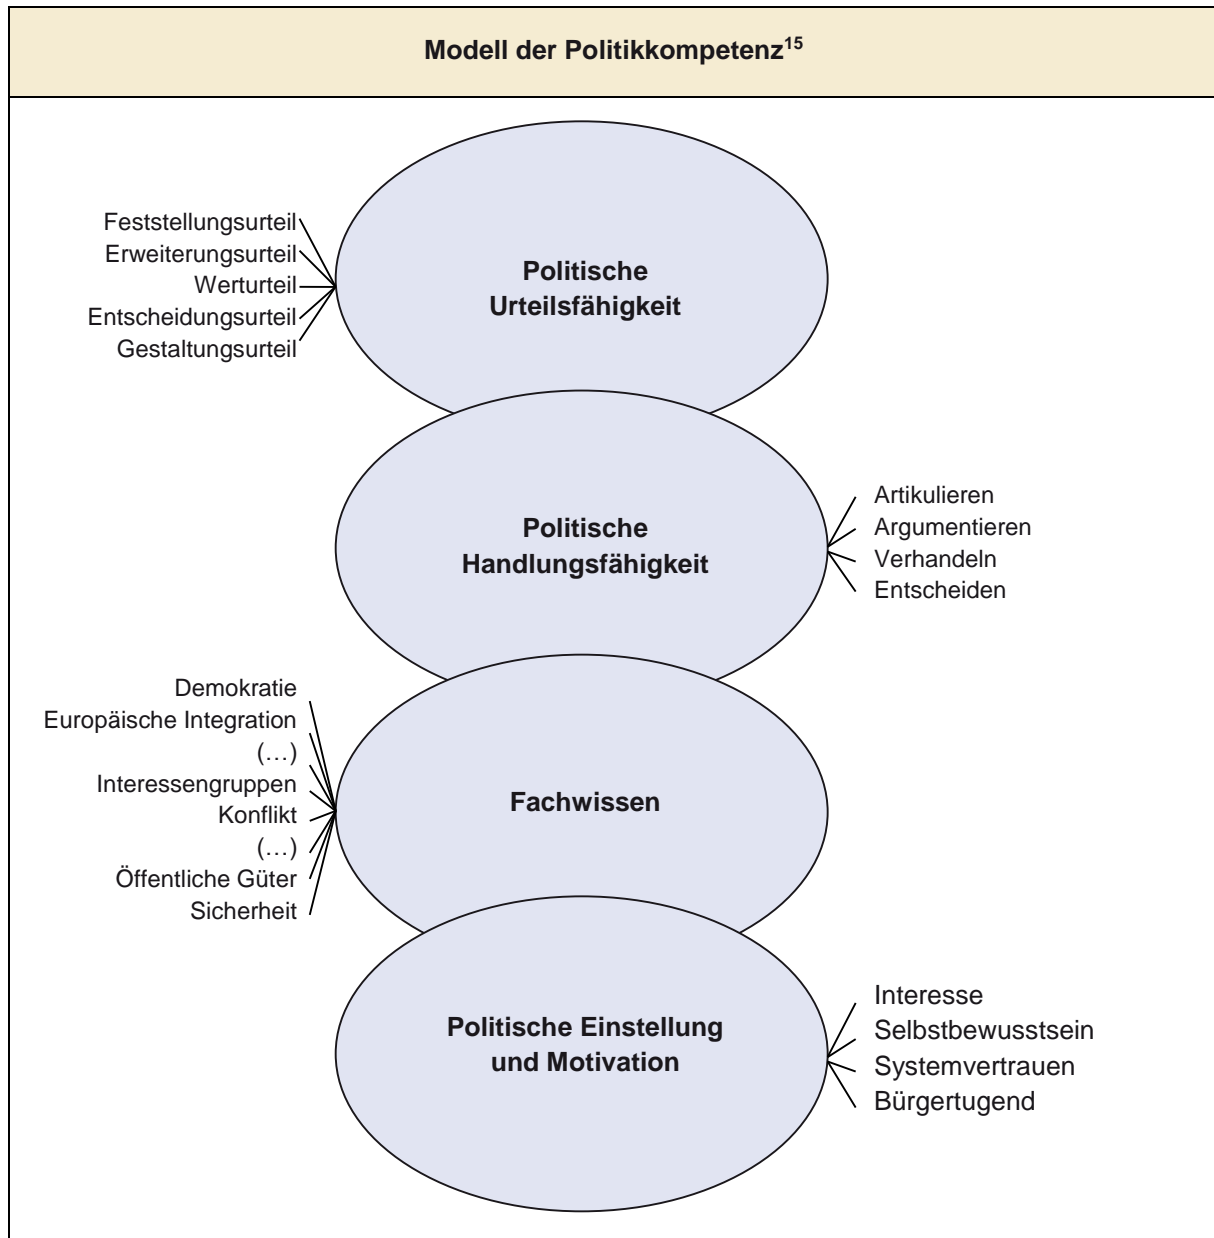 Modell der Politikkompetenz15
Feststellungsurteil
Erweiterungsurteil
Werturteil
Entscheidungsurteil
Gestaltungsurteil
Politische
Urteilsfähigkeit
Politische
Handlungsfähigkeit
Artikulieren
Argumentieren
Verhandeln
Entscheiden
Demokratie
Europäische Integration
(…)
Interessengruppen
Konflikt
(…)
Öffentliche Güter
Sicherheit
Fachwissen
Politische Einstellung
und Motivation
Interesse
Selbstbewusstsein
Systemvertrauen
Bürgertugend